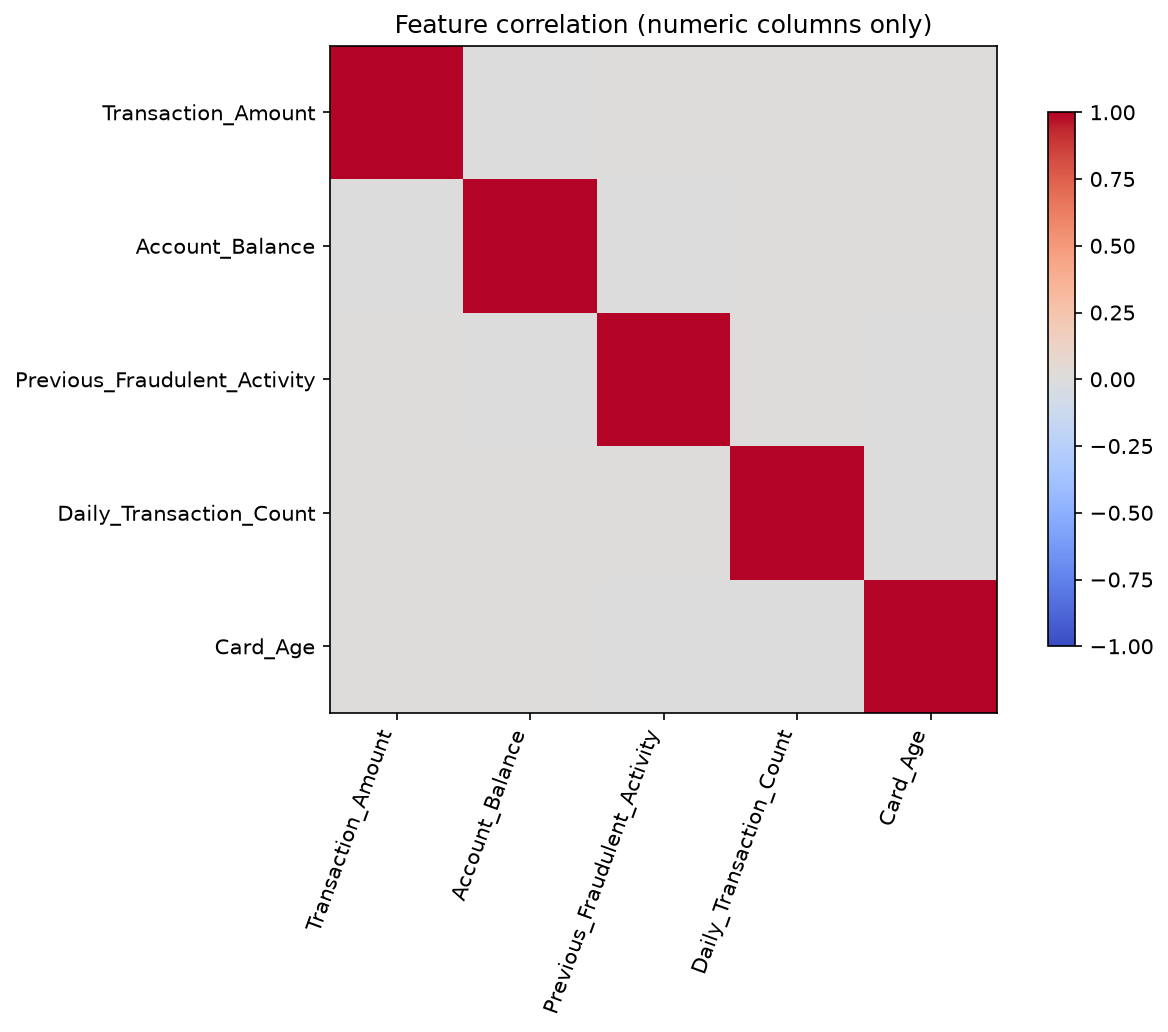 Feature correlation (numeric columns only)
Transaction_Amount
Account_Balance
Previous_Fraudulent_Activity
Daily_Transaction_Count
Card_Age
Transaction_Amount
Account_Balance
Previous_Fraudulent_Activity
Daily_Transaction_Count
Card_Age
1.00
0.75
0.50
0.25
0.00
−0.25
−0.50
−0.75
−1.00